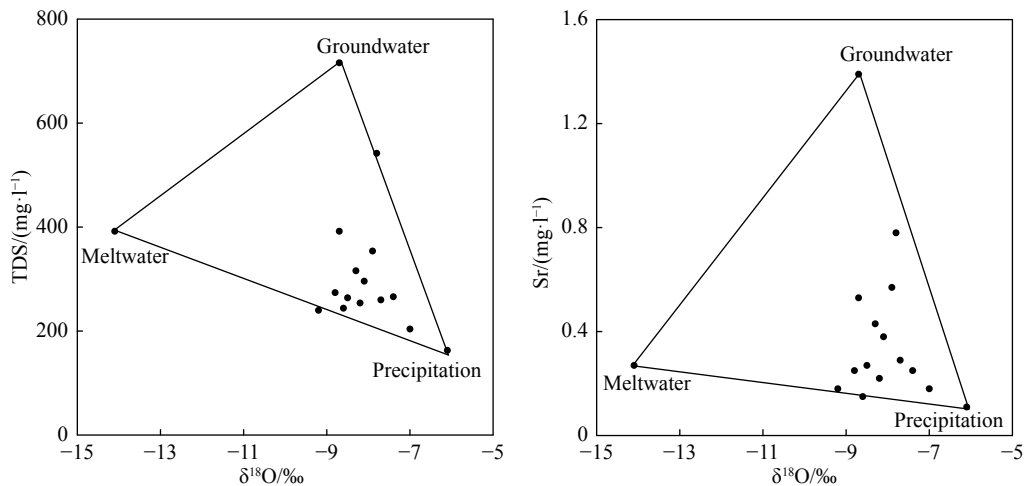 800
600
400
200
0
TDS/(mg·l⁻¹)
Groundwater
Meltwater
Precipitation
−15
−13
−11
−9
−7
−5
δ¹⁸O/‰
1.6
1.2
0.8
0.4
0
Sr/(mg·l⁻¹)
Groundwater
Meltwater
Precipitation
−15
−13
−11
−9
−7
−5
δ¹⁸O/‰